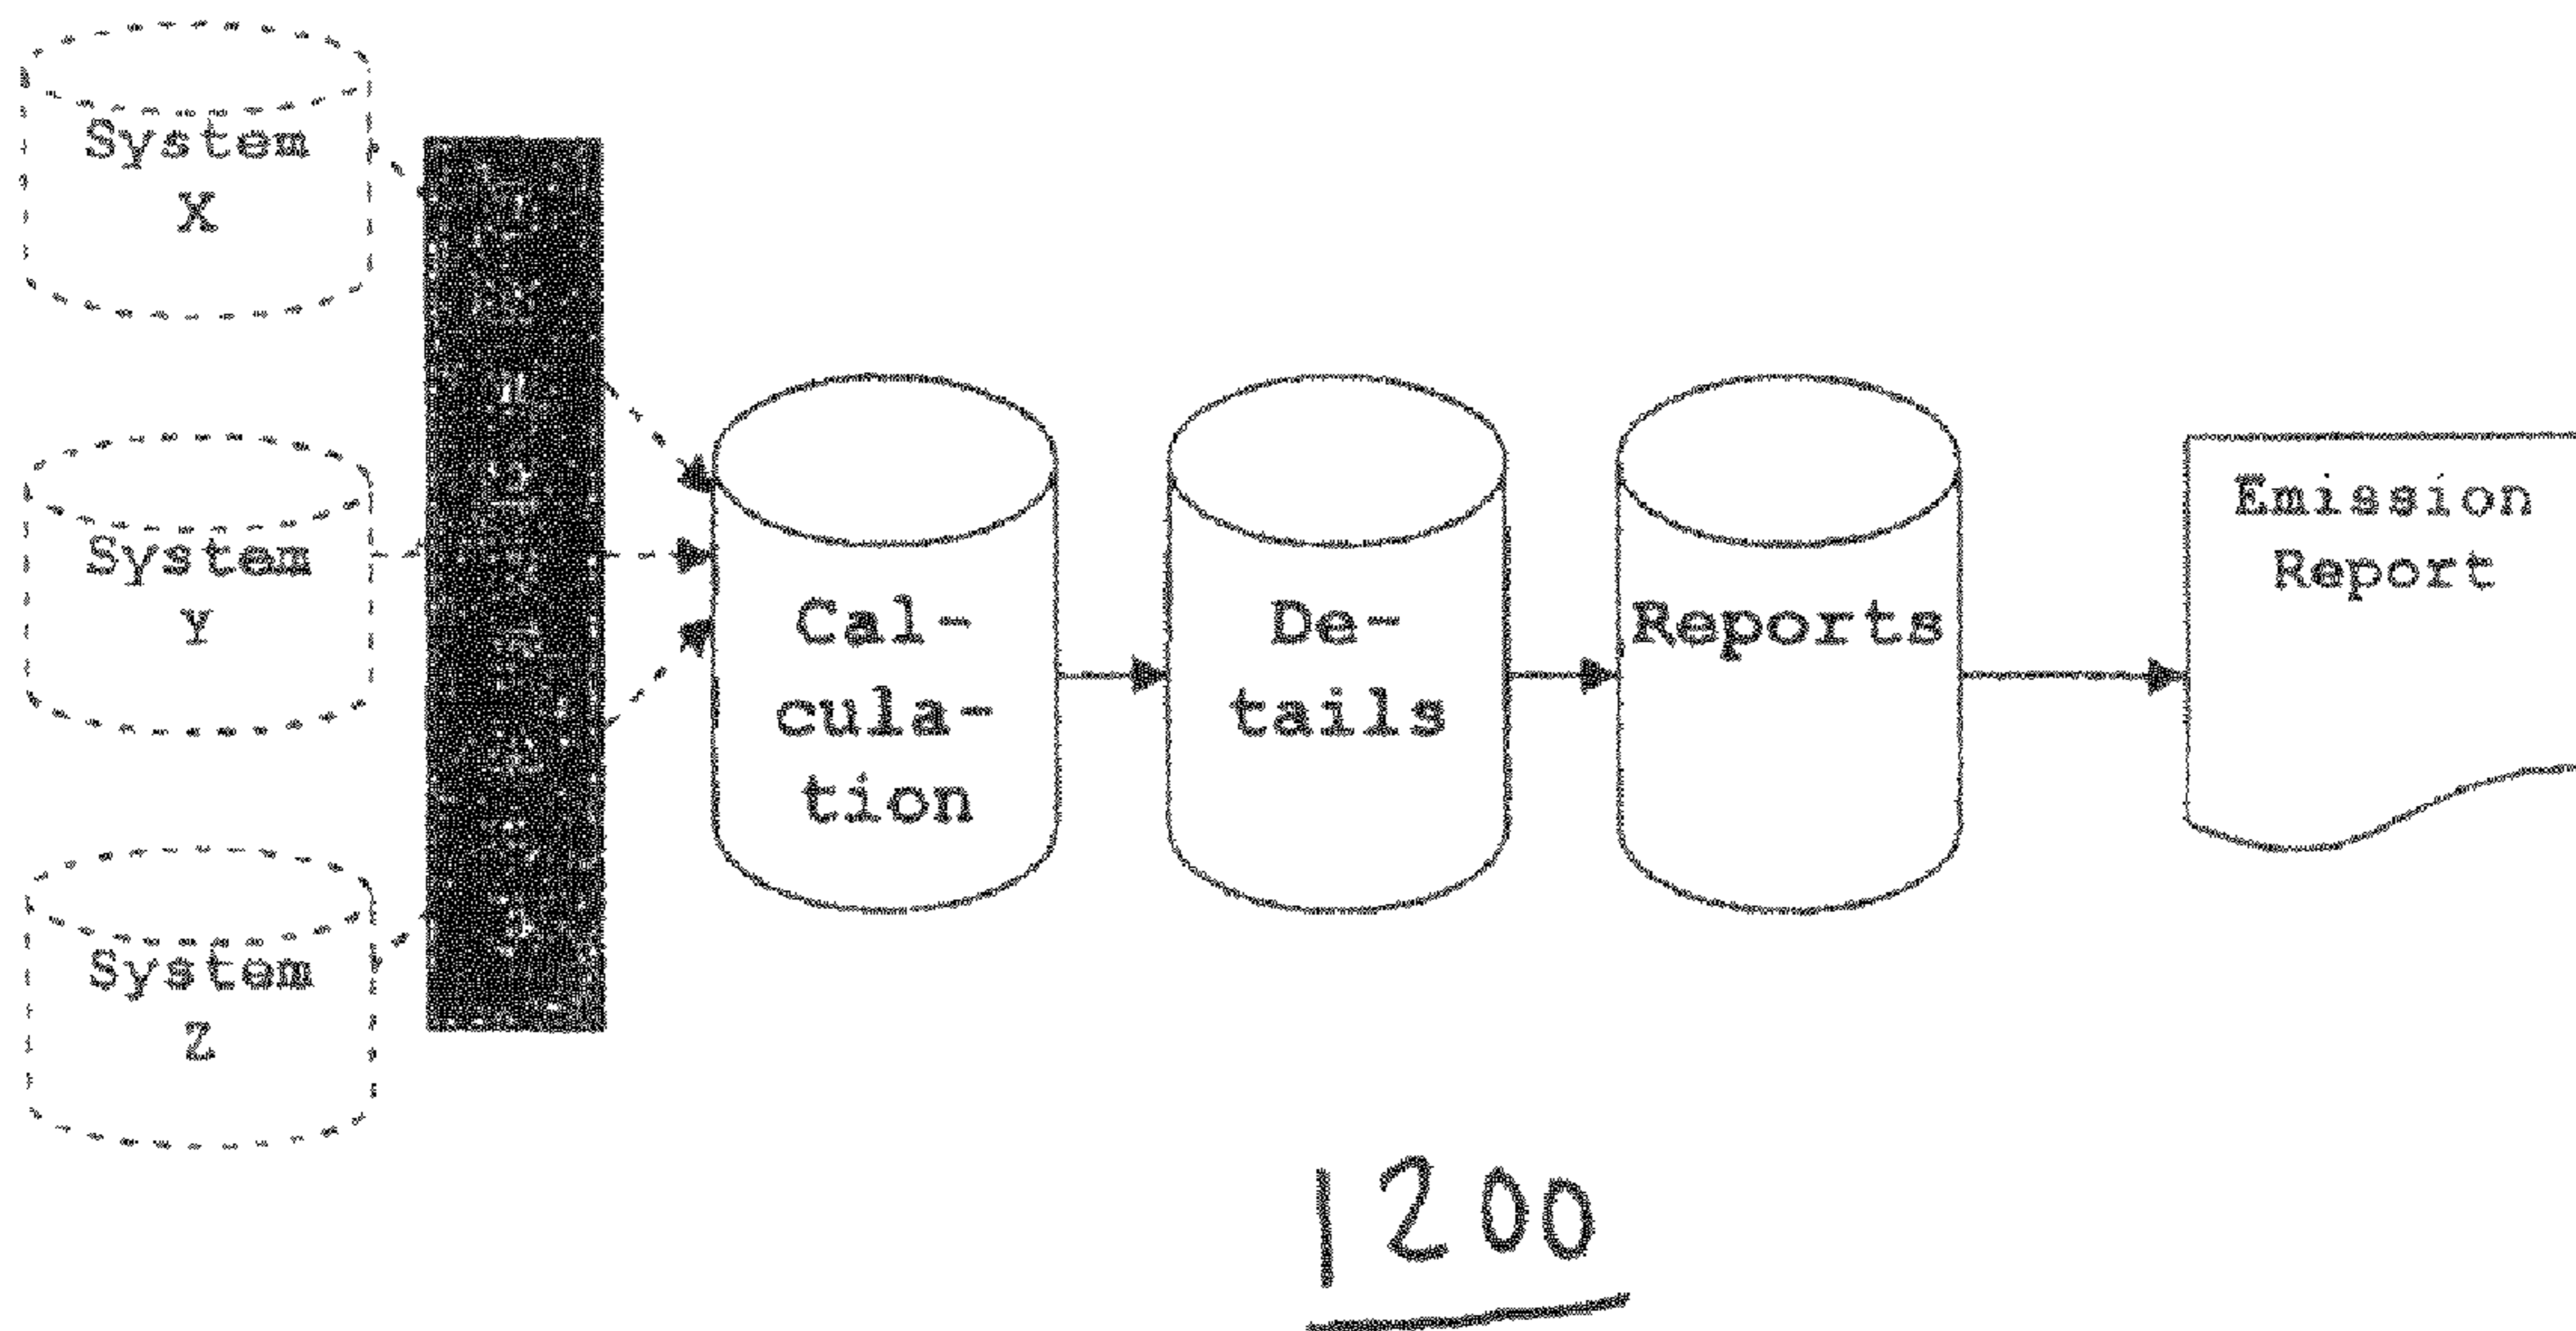 System
X
System
Y
System
Z
Cal-
cula-
tion
De-
tails
Reports
Emission
Report
1200